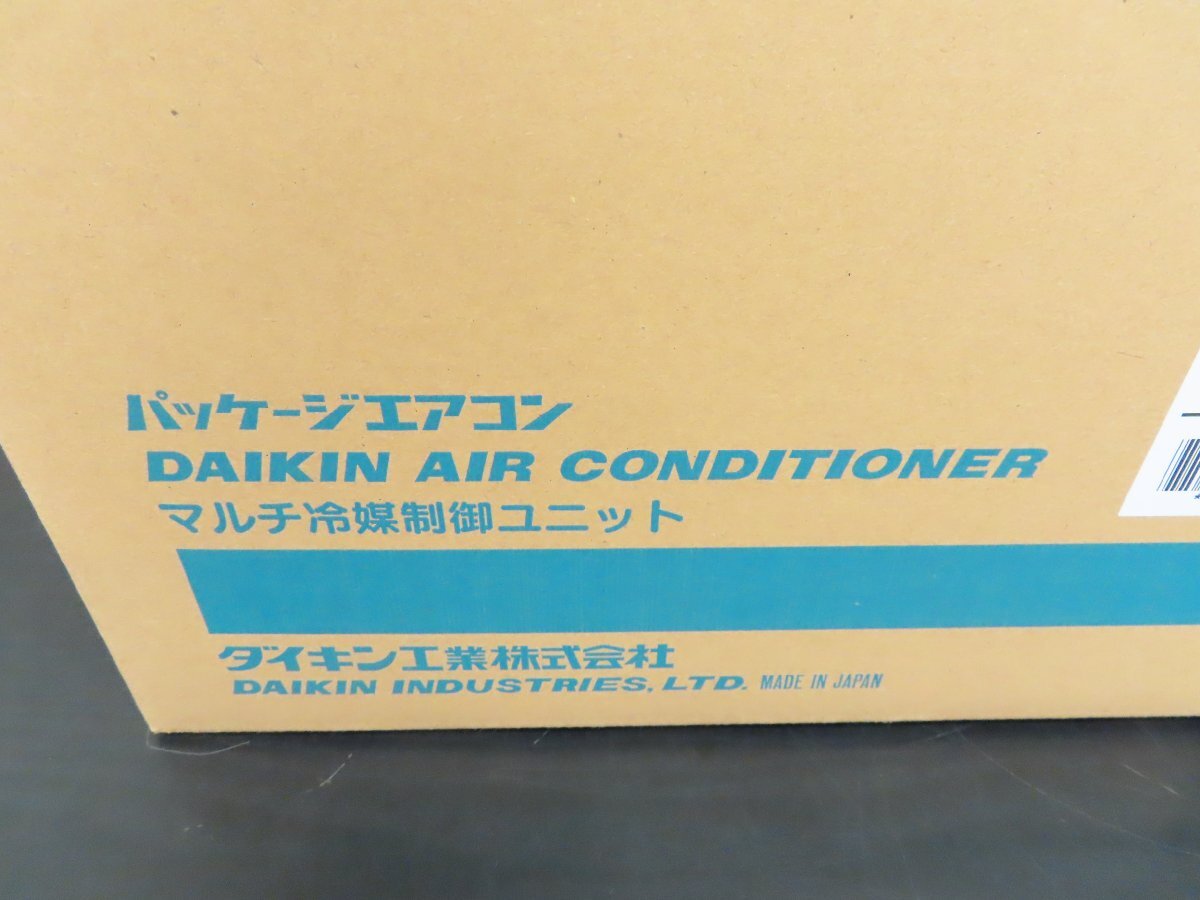 パッケージエアコン
DAIKIN AIR CONDITIONER
マルチ冷媒制御ユニット
ダイキン工業株式会社
DAIKIN INDUSTRIES, LTD. MADE IN JAPAN